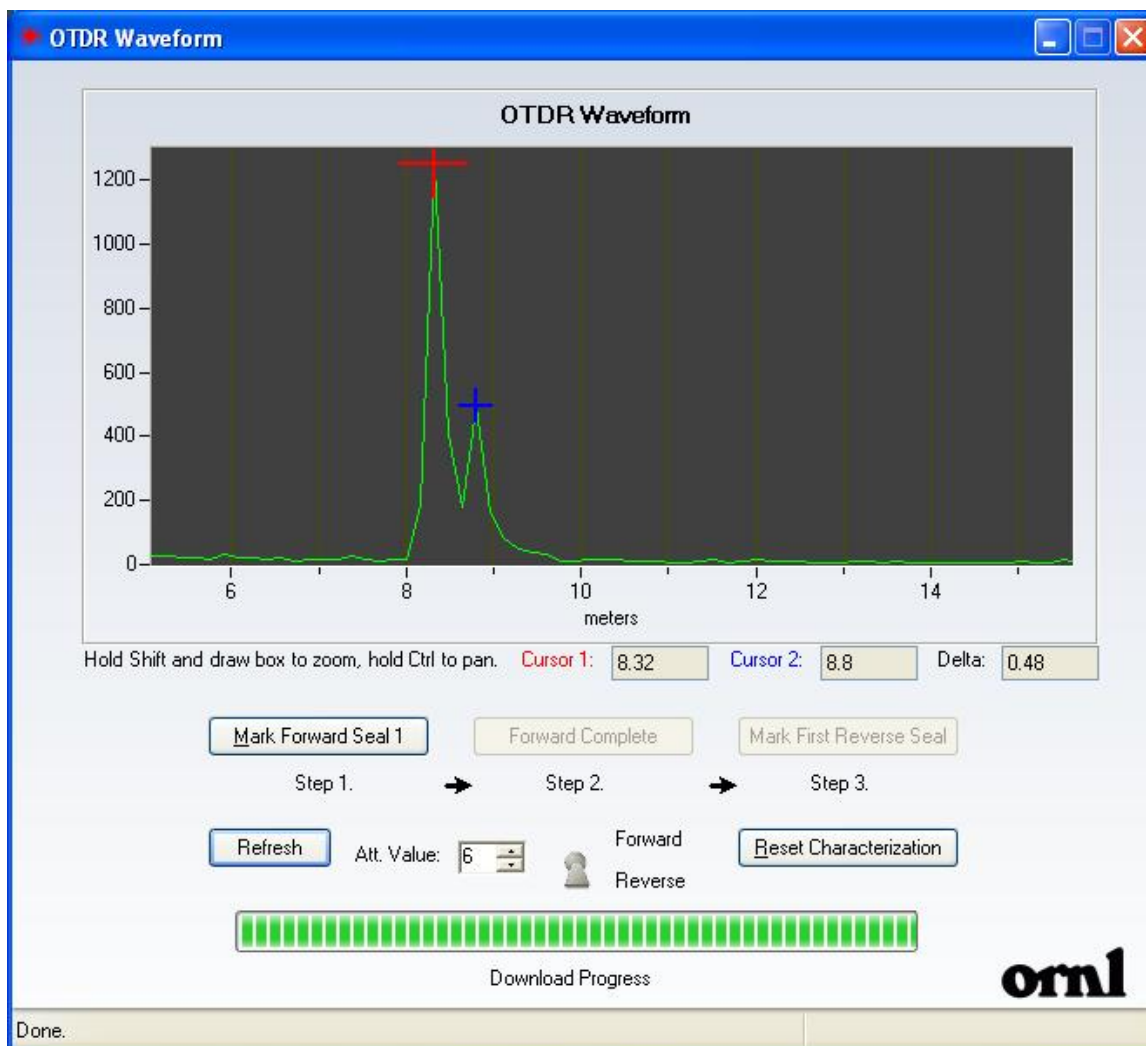 OTDR Waveform
OTDR Waveform
1200
1000
800
600
400
200
0
6 8 10 12 14
meters
Hold Shift and draw box to zoom, hold Ctrl to pan. Cursor 1: 8.32 Cursor 2: 8.8 Delta: 0.48
Mark Forward Seal 1 Forward Complete Mark First Reverse Seal
Step 1. Step 2. Step 3.
Refresh Att. Value: 6 Forward Reset Characterization
Reverse
Download Progress
ornl
Done.